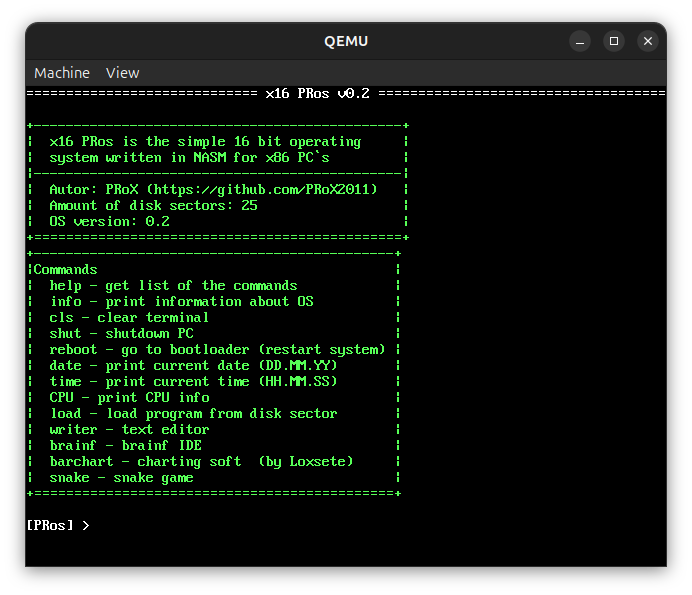 QEMU
Machine View
============================= x16 PRos v0.2 ====================================
+----------------------------------------------+
¦  x16 PRos is the simple 16 bit operating     ¦
¦  system written in NASM for x86 PC`s         ¦
¦----------------------------------------------¦
¦  Autor: PRoX (https://github.com/PRoX2011)   ¦
¦  Amount of disk sectors: 25                  ¦
¦  OS version: 0.2                             ¦
+==============================================+
+---------------------------------------------+
¦Commands                                     ¦
¦  help - get list of the commands            ¦
¦  info - print information about OS          ¦
¦  cls - clear terminal                       ¦
¦  shut - shutdown PC                         ¦
¦  reboot - go to bootloader (restart system) ¦
¦  date - print current date (DD.MM.YY)       ¦
¦  time - print current time (HH.MM.SS)       ¦
¦  CPU - print CPU info                       ¦
¦  load - load program from disk sector       ¦
¦  writer - text editor                       ¦
¦  brainf - brainf IDE                        ¦
¦  barchart - charting soft  (by Loxsete)     ¦
¦  snake - snake game                         ¦
+=============================================+
[PRos] >